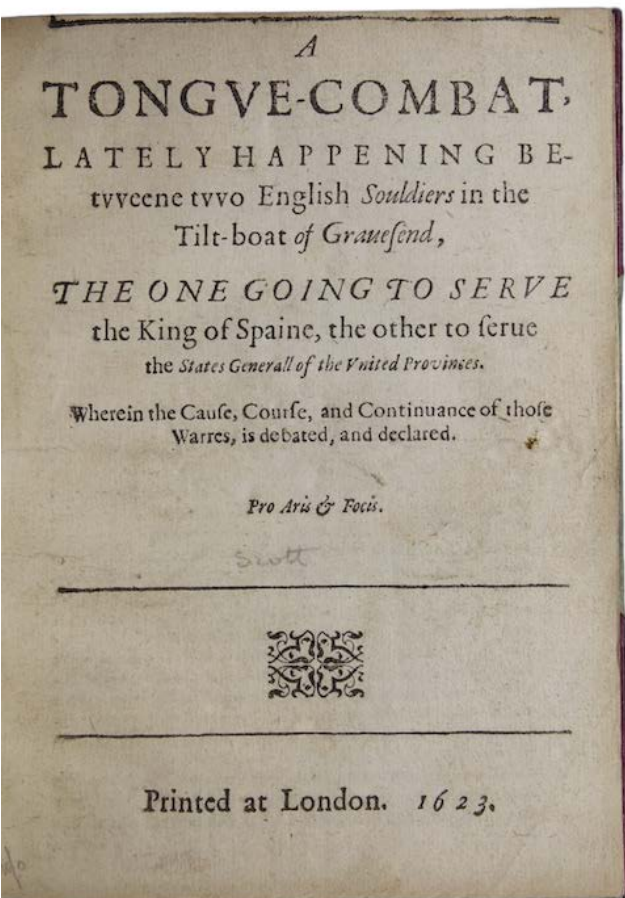 A
TONGVE-COMBAT,
LATELY HAPPENING BE-
tvveene tvvo English Souldiers in the
Tilt-boat of Graueſend,
THE ONE GOING TO SERVE
the King of Spaine, the other to ſerue
the States Generall of the Vnited Provinces.
Wherein the Cauſe, Courſe, and Continuance of thoſe
Warres, is debated, and declared.
Pro Aris & Focis.
Scott
Printed at London. 1623.